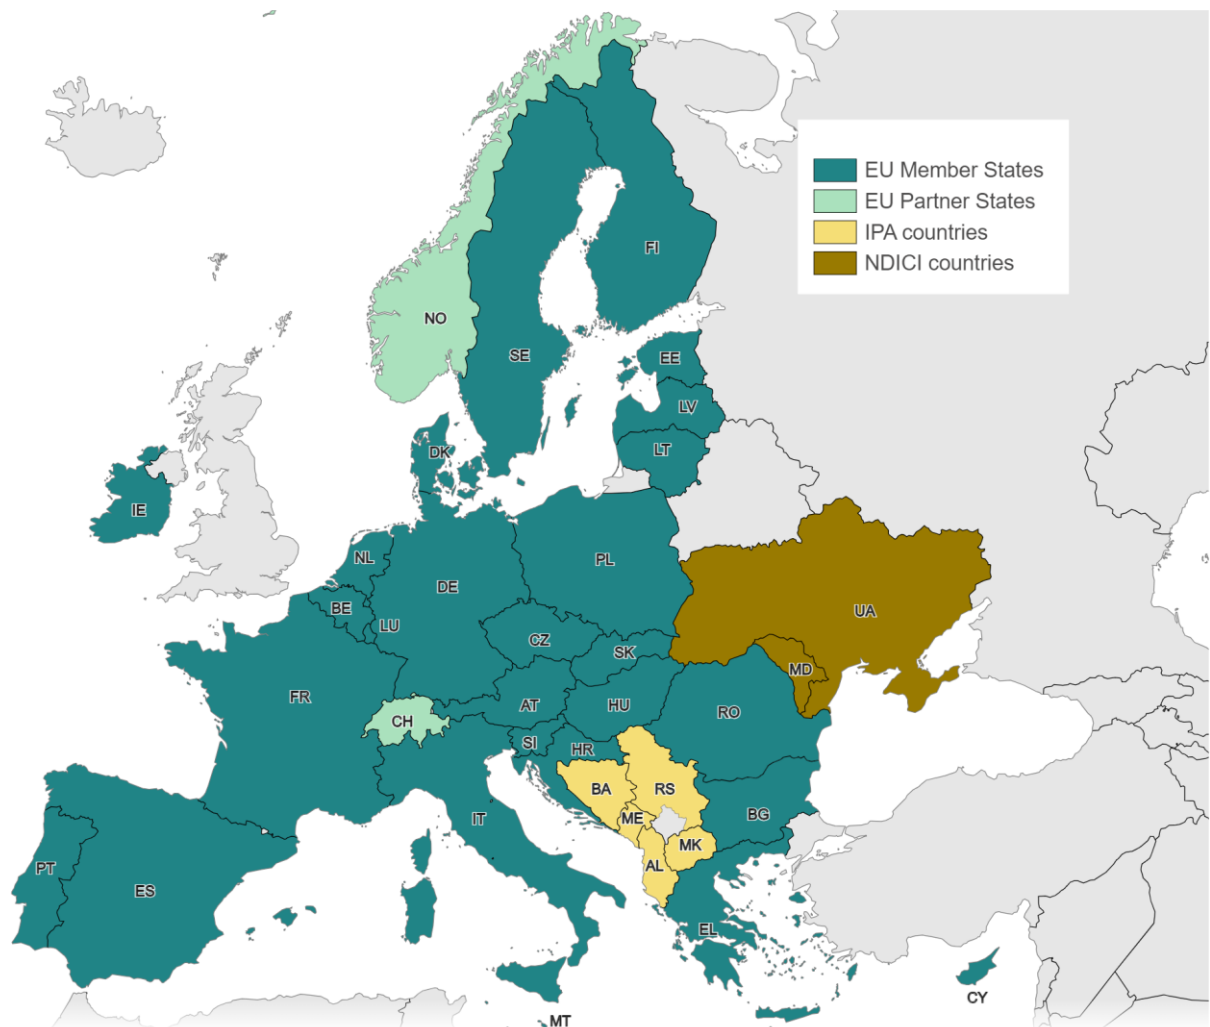 EU Member States
EU Partner States
IPA countries
NDICI countries
FI
NO
SE
EE
LV
LT
DK
IE
NL
PL
DE
BE
UA
LU
CZ
SK
MD
FR
AT
HU
RO
CH
SI
HR
BA
RS
ME
BG
IT
MK
PT
AL
ES
EL
CY
MT